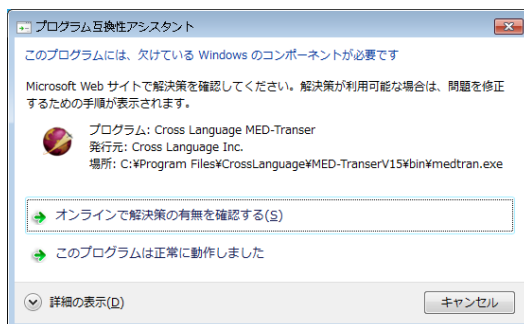 プログラム互換性アシスタント
このプログラムには、欠けている Windows のコンポーネントが必要です
Microsoft Web サイトで解決策を確認してください。解決策が利用可能な場合は、問題を修正
するための手順が表示されます。
プログラム: Cross Language MED-Transer
発行元: Cross Language Inc.
場所: C:¥Program Files¥CrossLanguage¥MED-TranserV15¥bin¥medtran.exe
オンラインで解決策の有無を確認する(S)
このプログラムは正常に動作しました
詳細の表示(D)
キャンセル